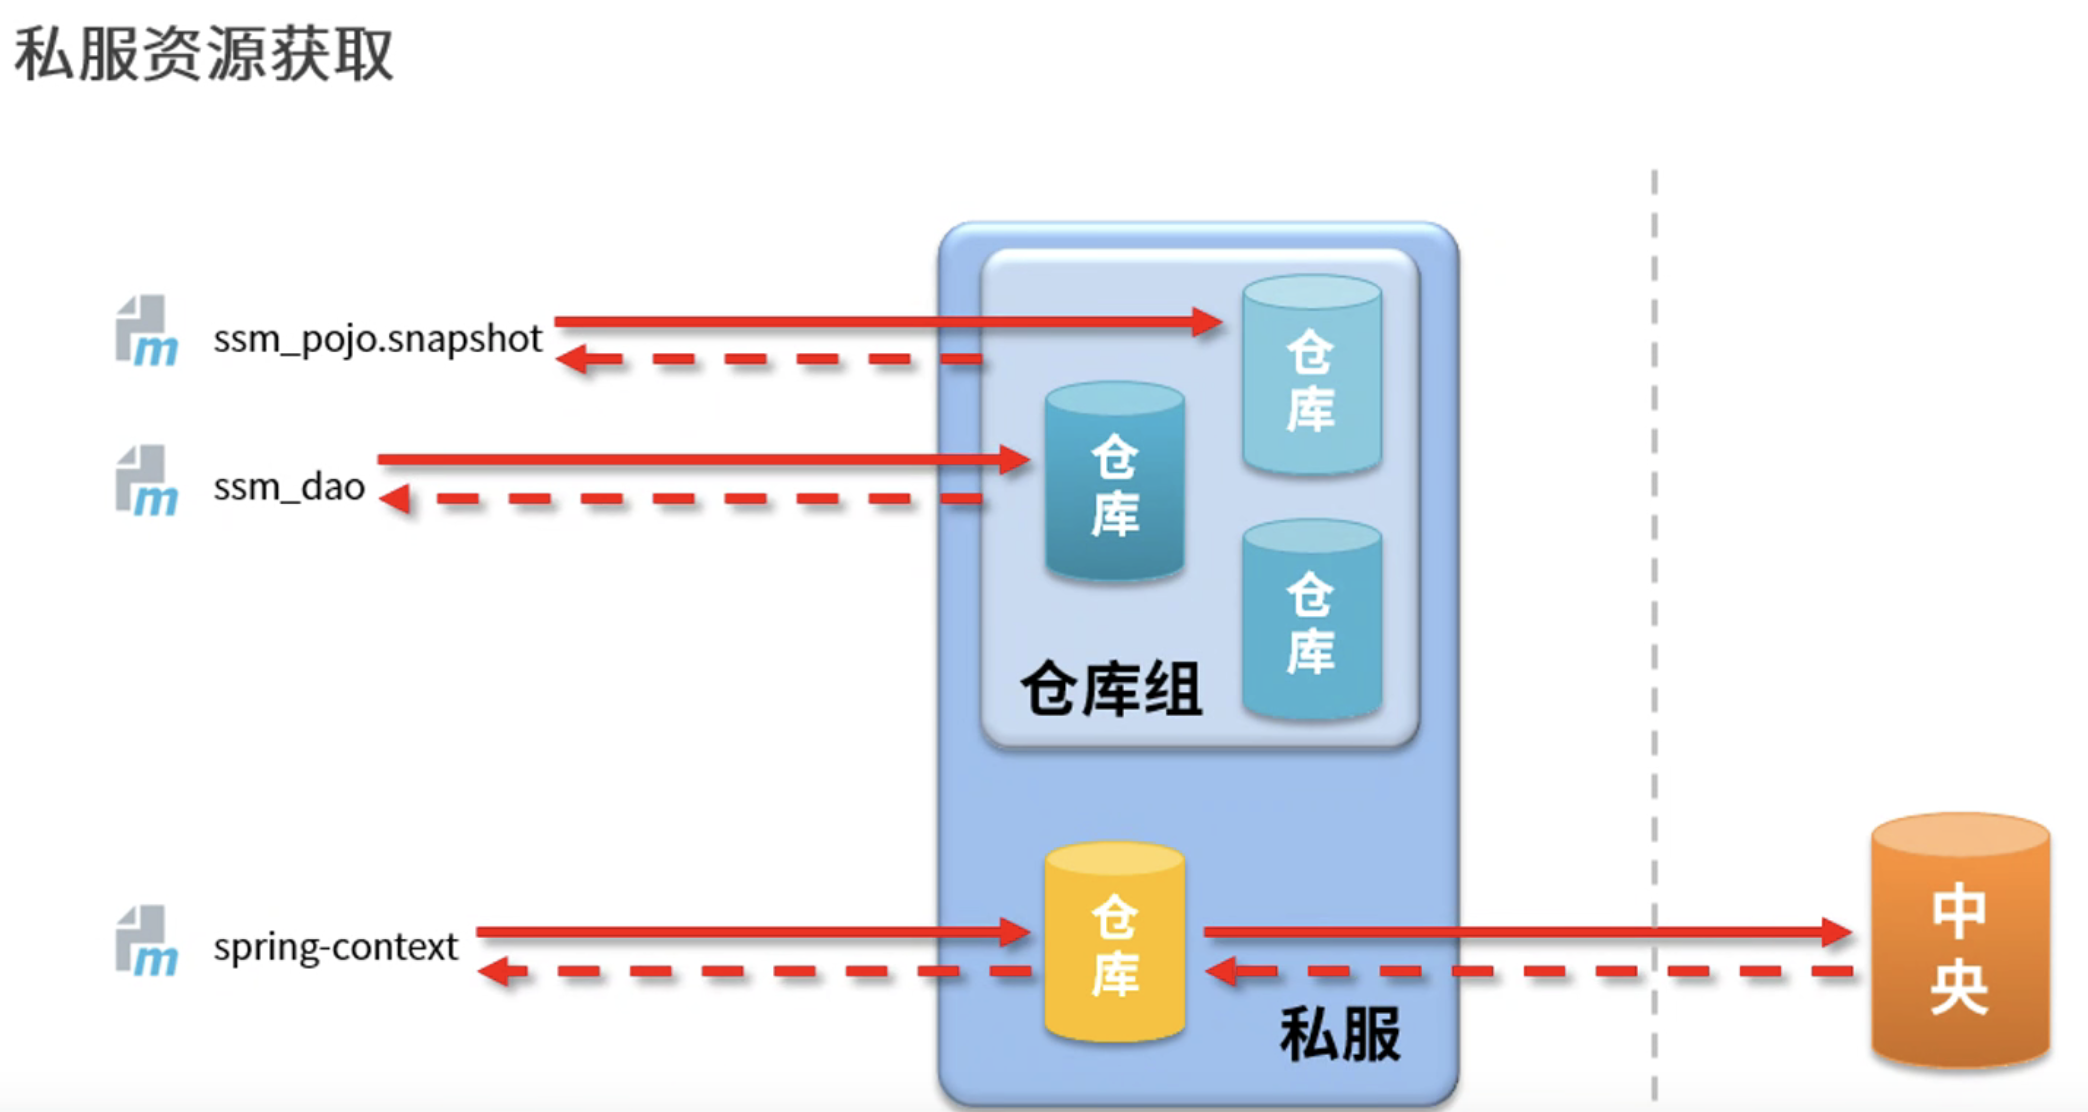 私服资源获取
ssm_pojo.snapshot
仓库
ssm_dao
仓库
仓库
仓库组
spring-context
仓库
中央
私服
m
m
m